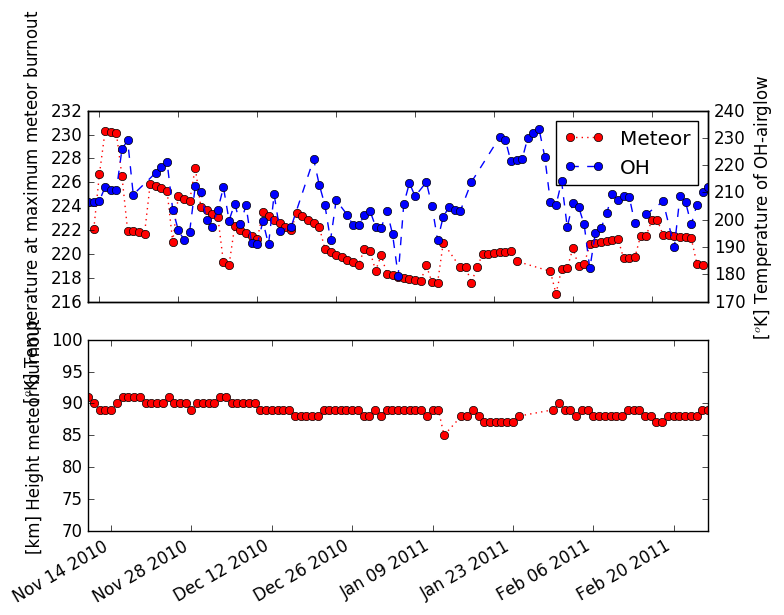 [°K] Temperature at maximum meteor burnout
232
230
228
226
224
222
220
218
216
Meteor
OH
240
230
220
210
200
190
180
170
[°K] Temperature of OH-airglow
[km] Height meteor burnout
100
95
90
85
80
75
70
Nov 14 2010
Nov 28 2010
Dec 12 2010
Dec 26 2010
Jan 09 2011
Jan 23 2011
Feb 06 2011
Feb 20 2011